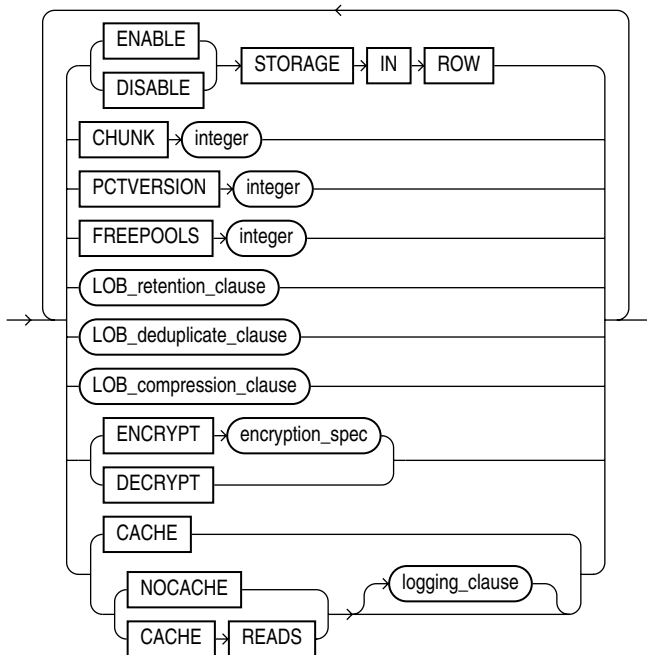 ENABLE
DISABLE
STORAGE IN ROW
CHUNK integer
PCTVERSION integer
FREEPOOLS integer
LOB_retention_clause
LOB_deduplicate_clause
LOB_compression_clause
ENCRYPT encryption_spec
DECRYPT
CACHE
NOCACHE
logging_clause
CACHE READS